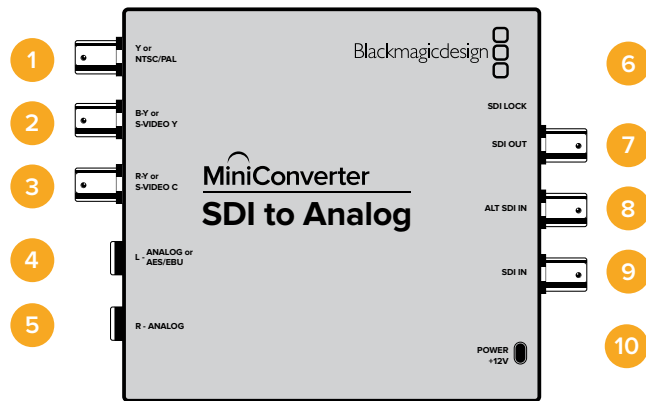 1
Y or
NTSC/PAL
Blackmagicdesign
6
SDI LOCK
2
B-Y or
S-VIDEO Y
SDI OUT
7
3
R-Y or
S-VIDEO C
MiniConverter
SDI to Analog
ALT SDI IN
8
4
L - ANALOG or
AES/EBU
SDI IN
9
5
R - ANALOG
POWER
+12V
10